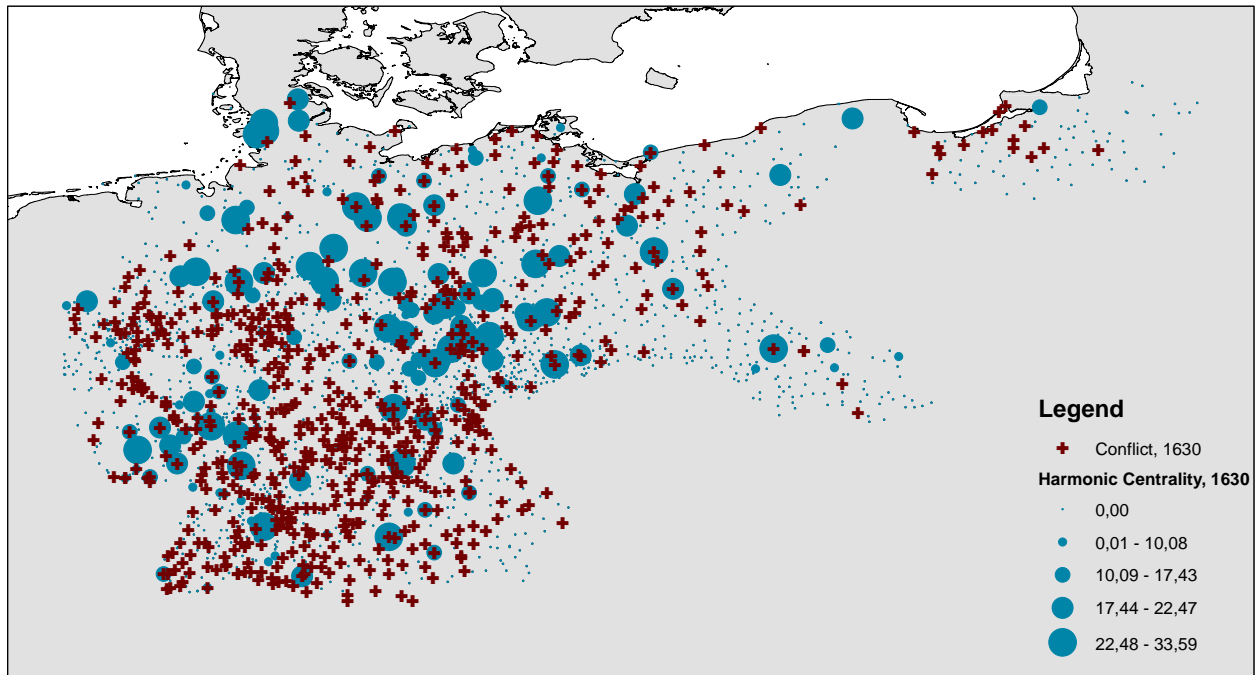 Legend
Conflict, 1630
Harmonic Centrality, 1630
0,00
0,01 - 10,08
10,09 - 17,43
17,44 - 22,47
22,48 - 33,59